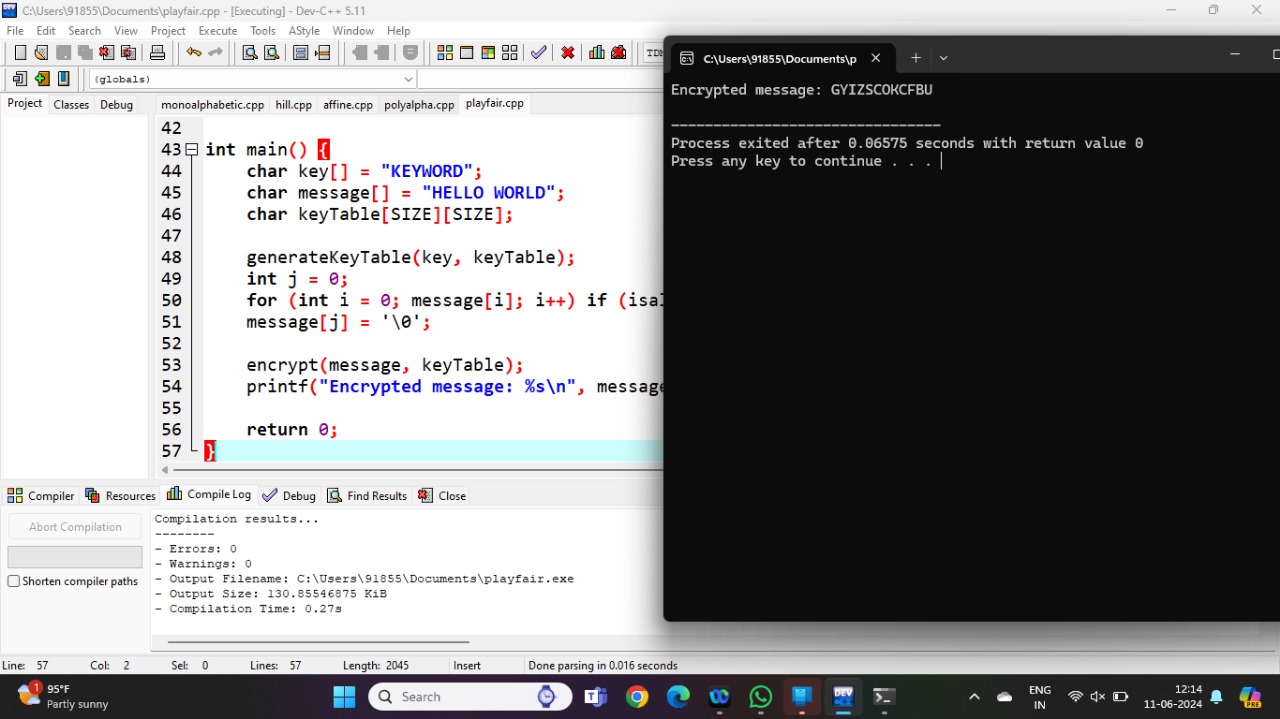 C:\Users\91855\Documents\playfair.cpp - [Executing] - Dev-C++ 5.11
File Edit Search View Project Execute Tools AStyle Window Help
(globals)
Project Classes Debug
monoalphabetic.cpp hill.cpp affine.cpp polyalpha.cpp playfair.cpp
42
43 int main() {
44 char key[] = "KEYWORD";
45 char message[] = "HELLO WORLD";
46 char keyTable[SIZE][SIZE];
47
48 generateKeyTable(key, keyTable);
49 int j = 0;
50 for (int i = 0; message[i]; i++) if (isal
51 message[j] = '\0';
52
53 encrypt(message, keyTable);
54 printf("Encrypted message: %s\n", message
55
56 return 0;
57 }
C:\Users\91855\Documents\p
Encrypted message: GYIZSCOKCFBU
--------------------------------
Process exited after 0.06575 seconds with return value 0
Press any key to continue . . .
Compiler Resources Compile Log Debug Find Results Close
Abort Compilation
Shorten compiler paths
Compilation results...
--------
- Errors: 0
- Warnings: 0
- Output Filename: C:\Users\91855\Documents\playfair.exe
- Output Size: 130.85546875 KiB
- Compilation Time: 0.27s
Line: 57 Col: 2 Sel: 0 Lines: 57 Length: 2045 Insert Done parsing in 0.016 seconds
1
95°F
Partly sunny
Search
DEV
ENG
IN
12:14
11-06-2024
PRE